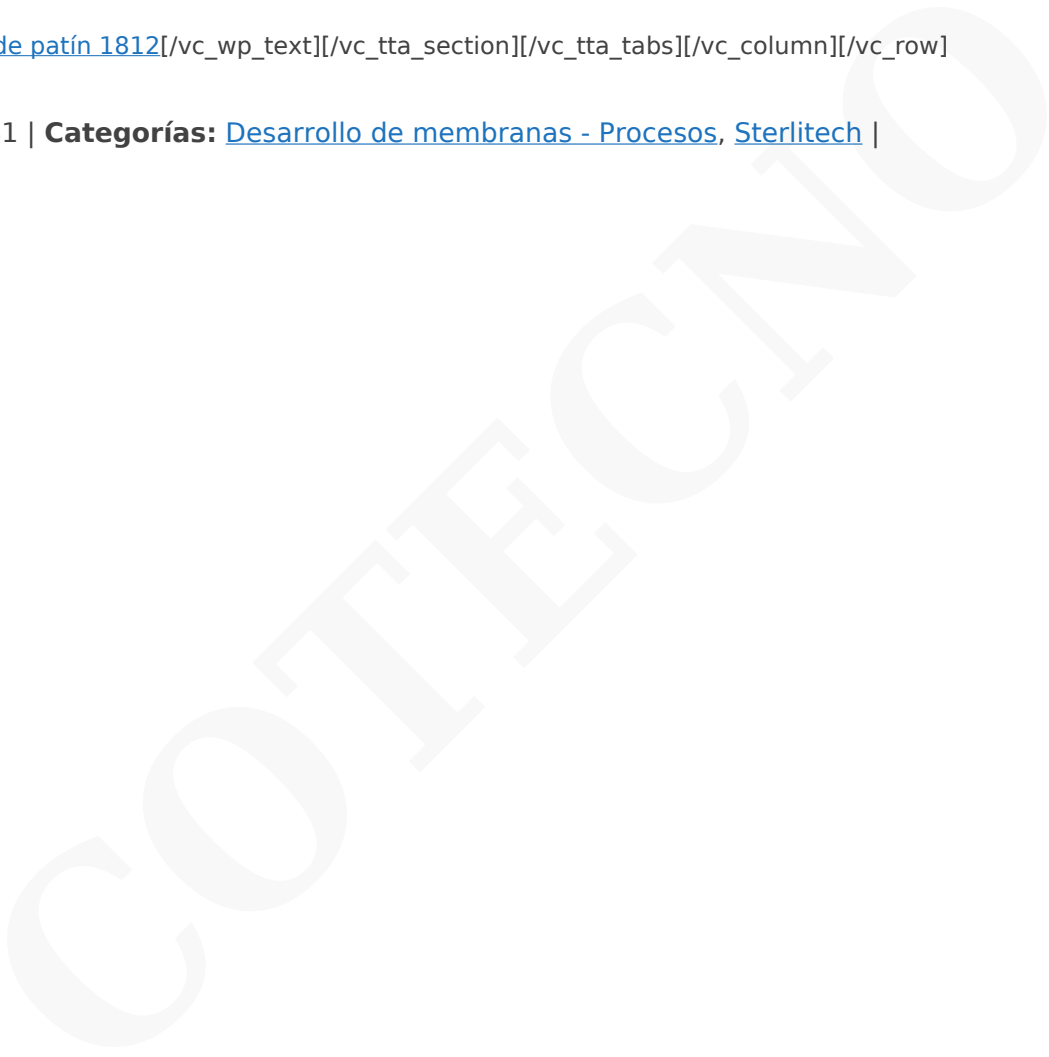 de patín 1812[/vc_wp_text][/vc_tta_section][/vc_tta_tabs][/vc_column][/vc_row]
1 | Categorías: Desarrollo de membranas - Procesos, Sterlitech |
COTECNO